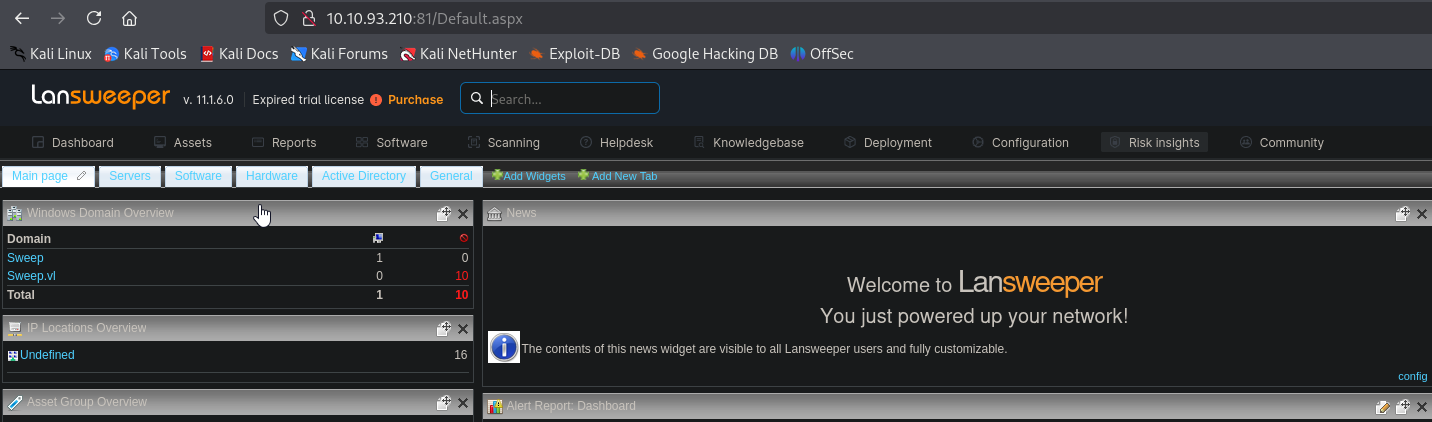 10.10.93.210:81/Default.aspx
Kali Linux Kali Tools Kali Docs Kali Forums Kali NetHunter Exploit-DB Google Hacking DB OffSec
Lansweeper v. 11.1.6.0 Expired trial license Purchase Search...
Dashboard Assets Reports Software Scanning Helpdesk Knowledgebase Deployment Configuration Risk insights Community
Main page Servers Software Hardware Active Directory General Add Widgets Add New Tab
Windows Domain Overview
Domain
Sweep 1 0
Sweep.vl 0 10
Total 1 10
IP Locations Overview
Undefined 16
Asset Group Overview
News
Welcome to Lansweeper
You just powered up your network!
The contents of this news widget are visible to all Lansweeper users and fully customizable.
config
Alert Report: Dashboard